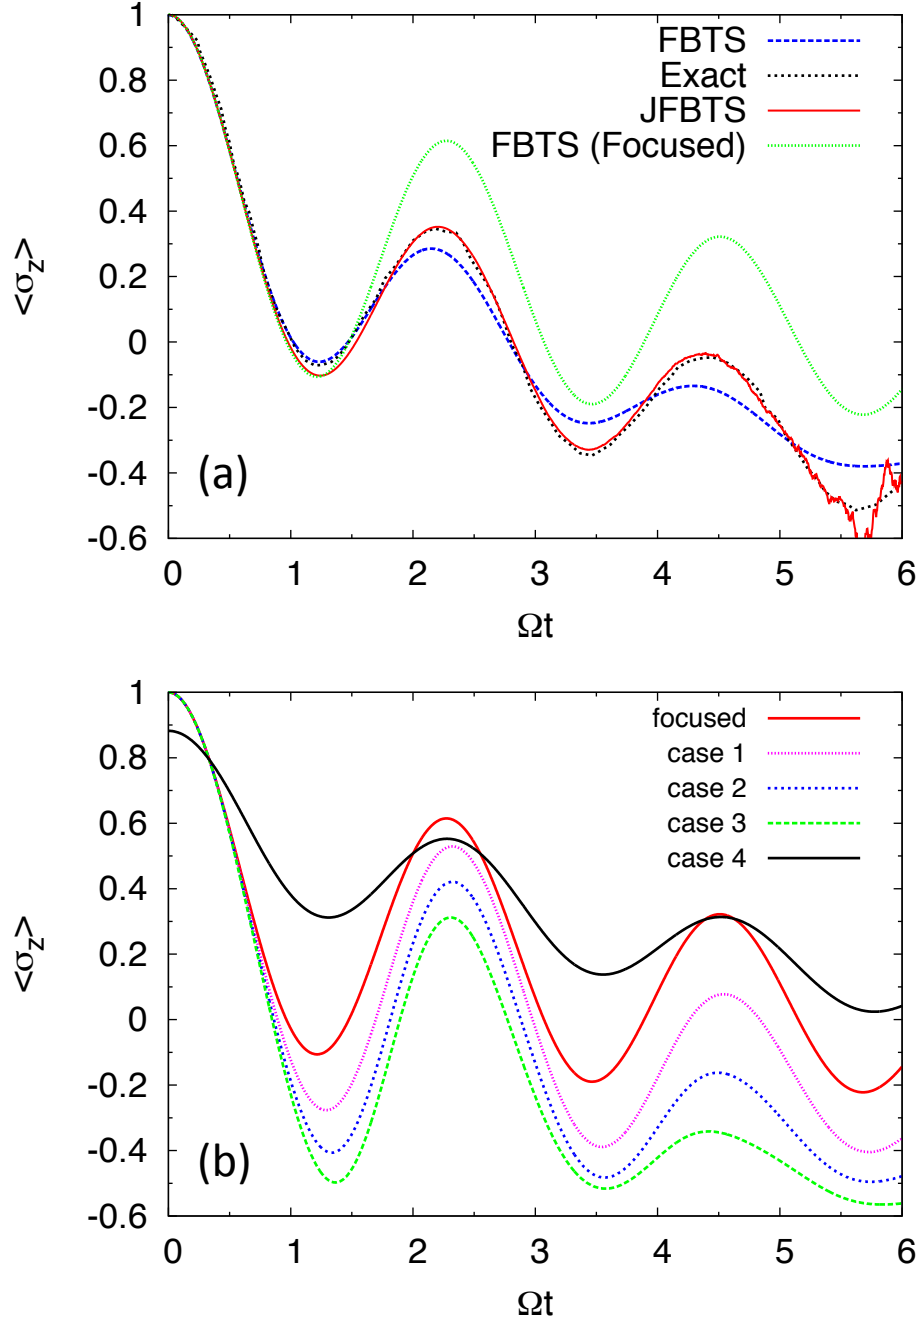 1
0.8
0.6
0.4
0.2
0
-0.2
-0.4
-0.6
<σz>
FBTS
Exact
JFBTS
FBTS (Focused)
(a)
0 1 2 3 4 5 6
Ωt
1
0.8
0.6
0.4
0.2
0
-0.2
-0.4
-0.6
<σz>
focused
case 1
case 2
case 3
case 4
(b)
0 1 2 3 4 5 6
Ωt